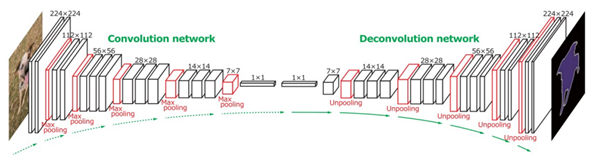 Convolution network
Deconvolution network
224×224
112×112
56×56
28×28
14×14
7×7
1×1
1×1
7×7
14×14
28×28
56×56
112×112
224×224
Max
pooling
Max
pooling
Max
pooling
Max
pooling
Max
pooling
Unpooling
Unpooling
Unpooling
Unpooling
Unpooling